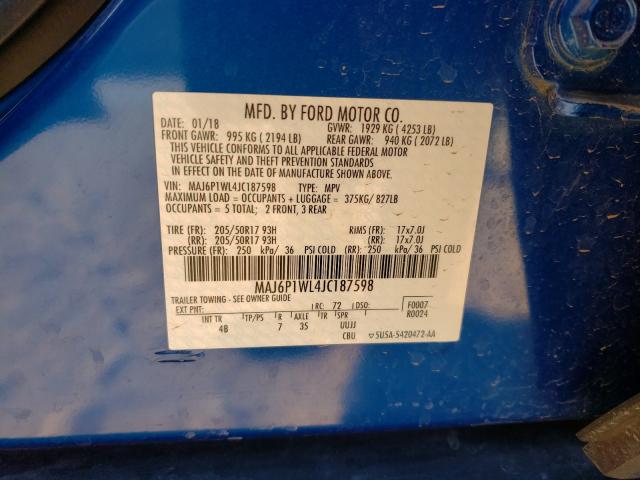 MFD. BY FORD MOTOR CO.
DATE: 01/18 GVWR: 1929 KG ( 4253 LB)
FRONT GAWR: 995 KG ( 2194 LB) REAR GAWR: 940 KG ( 2072 LB)
THIS VEHICLE CONFORMS TO ALL APPLICABLE FEDERAL MOTOR
VEHICLE SAFETY AND THEFT PREVENTION STANDARDS
IN EFFECT ON THE DATE OF MANUFACTURE SHOWN ABOVE.
VIN: MAJ6P1WL4JC187598 TYPE: MPV
MAXIMUM LOAD = OCCUPANTS + LUGGAGE = 375KG/ 827LB
OCCUPANTS = 5 TOTAL; 2 FRONT, 3 REAR
TIRE (FR): 205/50R17 93H RIMS (FR): 17x7.0J
(RR): 205/50R17 93H (RR): 17x7.0J
PRESSURE (FR): 250 kPa/ 36 PSI COLD (RR): 250 kPa/ 36 PSI COLD
MAJ6P1WL4JC187598
TRAILER TOWING - SEE OWNER GUIDE
EXT PNT: RC: 72 DSO: F0007
R0024
INT TR TP/PS R AXLE TR SPR
4B 7 35 UUJJ
CBU 5USA-S420472-AA